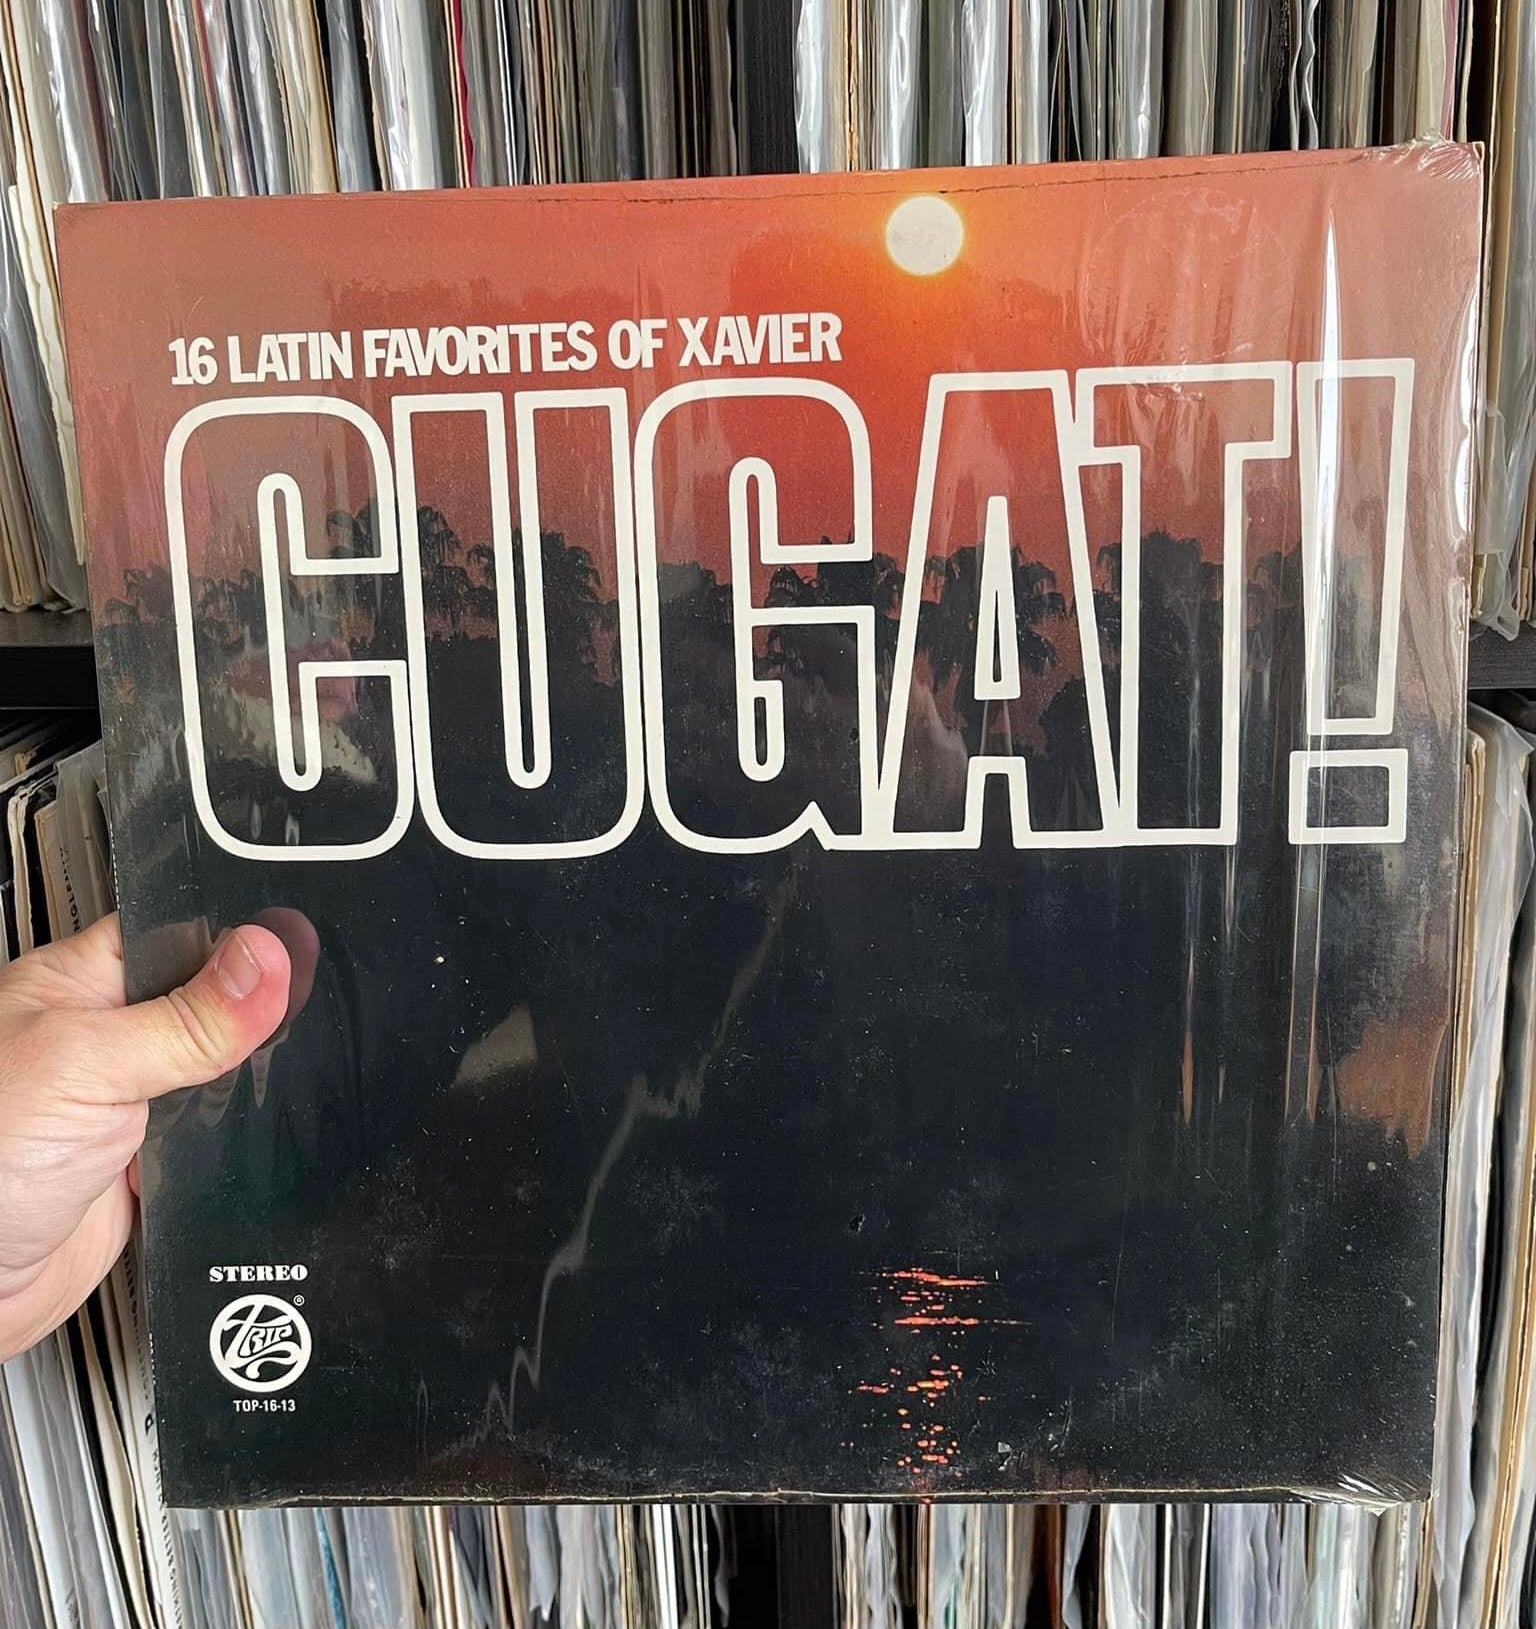 16 LATIN FAVORITES OF XAVIER
CUGAT!
STEREO
TRIP
®
TOP-16-13